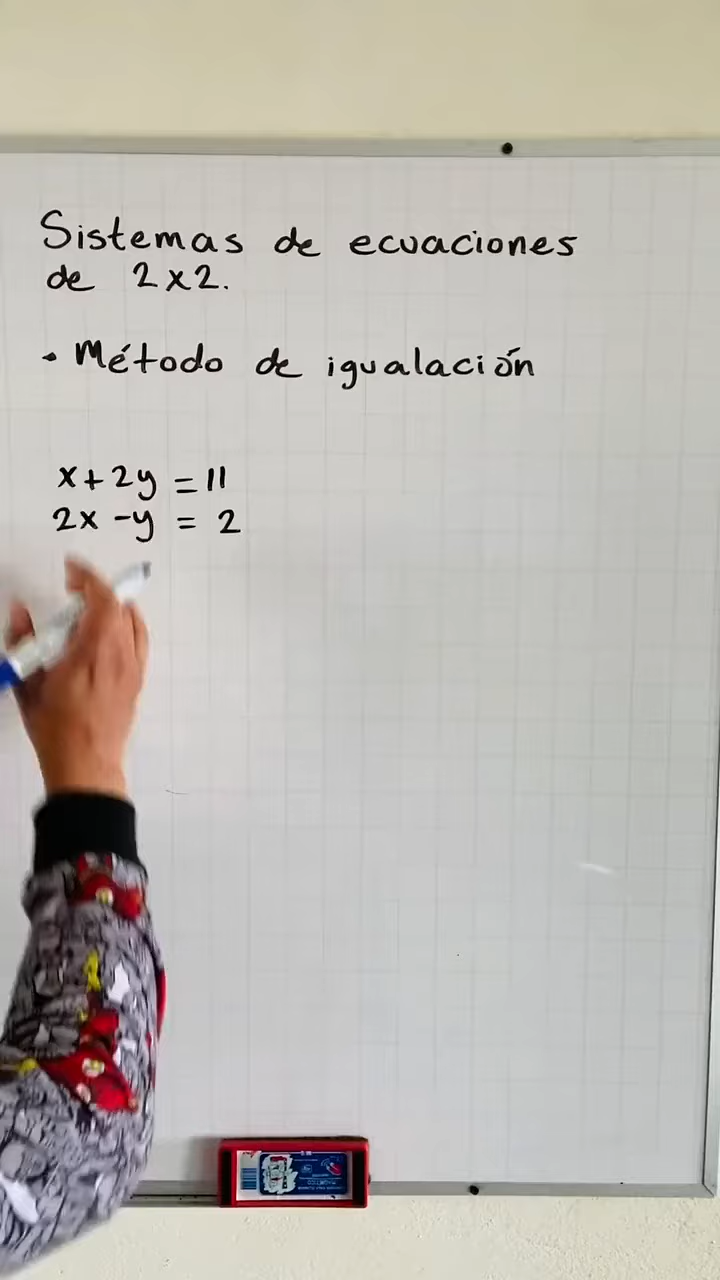 Sistemas de ecuaciones
de 2x2.
• Método de igualación
x+2y = 11
2x -y = 2